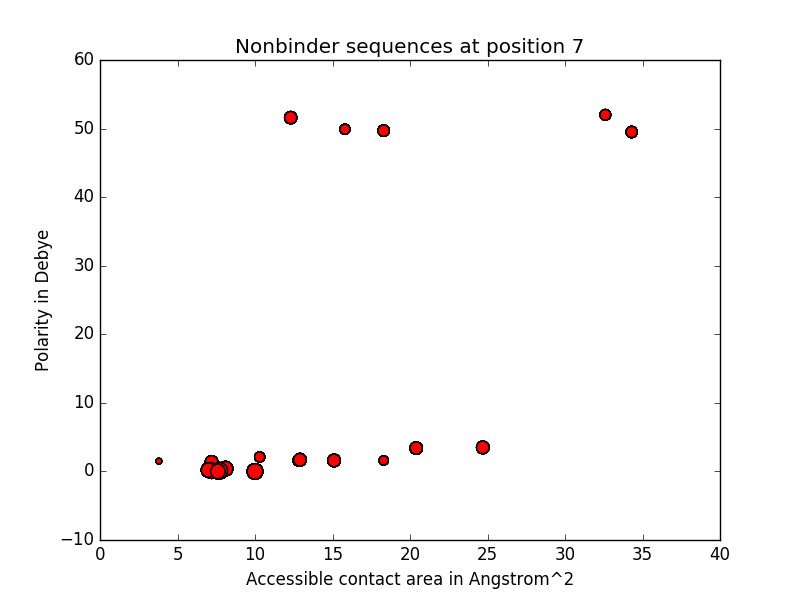 Nonbinder sequences at position 7
60
50
40
30
20
10
0
−10
Polarity in Debye
0 5 10 15 20 25 30 35 40
Accessible contact area in Angstrom^2